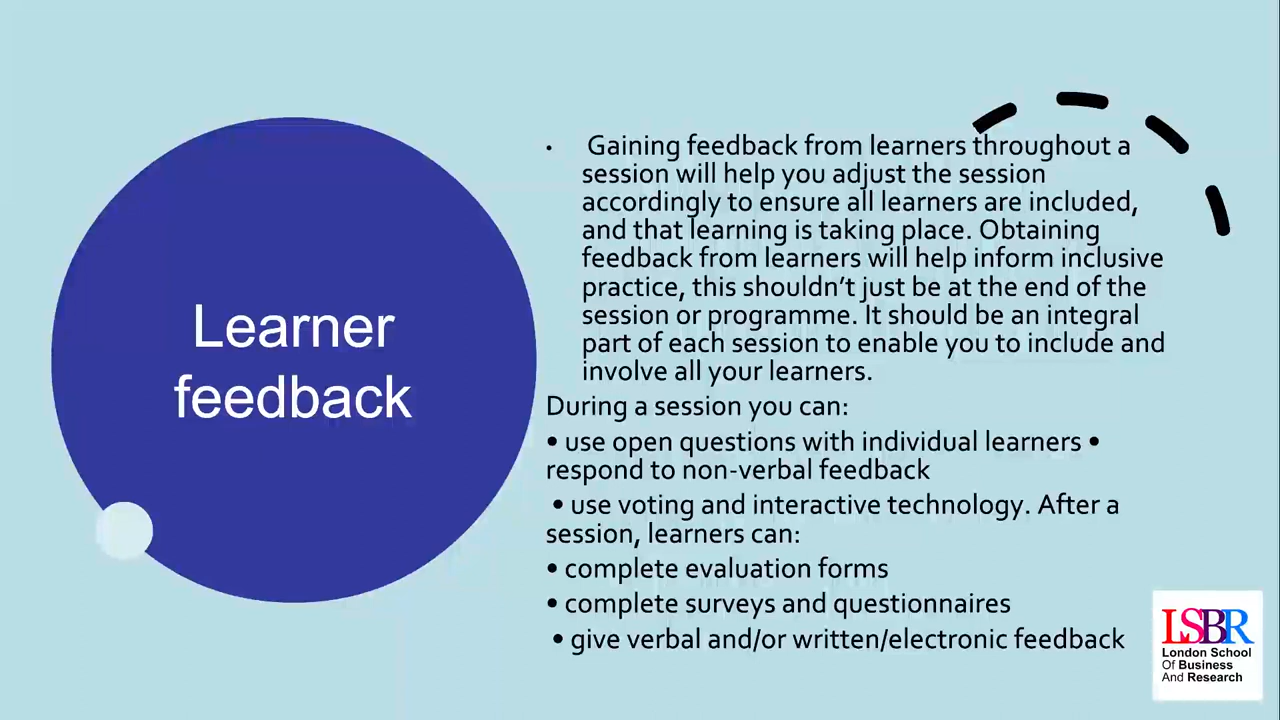 Learner
feedback
• Gaining feedback from learners throughout a
session will help you adjust the session
accordingly to ensure all learners are included,
and that learning is taking place. Obtaining
feedback from learners will help inform inclusive
practice, this shouldn’t just be at the end of the
session or programme. It should be an integral
part of each session to enable you to include and
involve all your learners.
During a session you can:
• use open questions with individual learners •
respond to non-verbal feedback
• use voting and interactive technology. After a
session, learners can:
• complete evaluation forms
• complete surveys and questionnaires
• give verbal and/or written/electronic feedback
LSBR
London School
Of Business
And Research